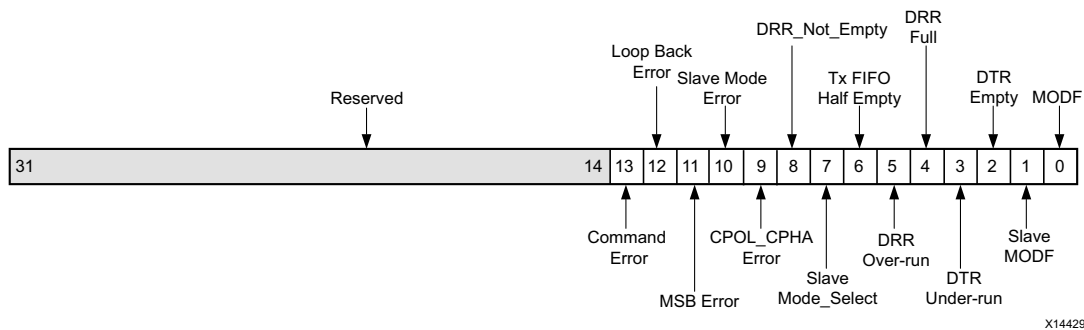 DRR_Not_Empty
DRR
Full
Loop Back
Error
Slave Mode
Error
Tx FIFO
Half Empty
DTR
Empty
MODF
Reserved
31 14 13 12 11 10 9 8 7 6 5 4 3 2 1 0
Command
Error
CPOL_CPHA
Error
DRR
Over-run
Slave
MODF
MSB Error
Slave
Mode_Select
DTR
Under-run
X14429